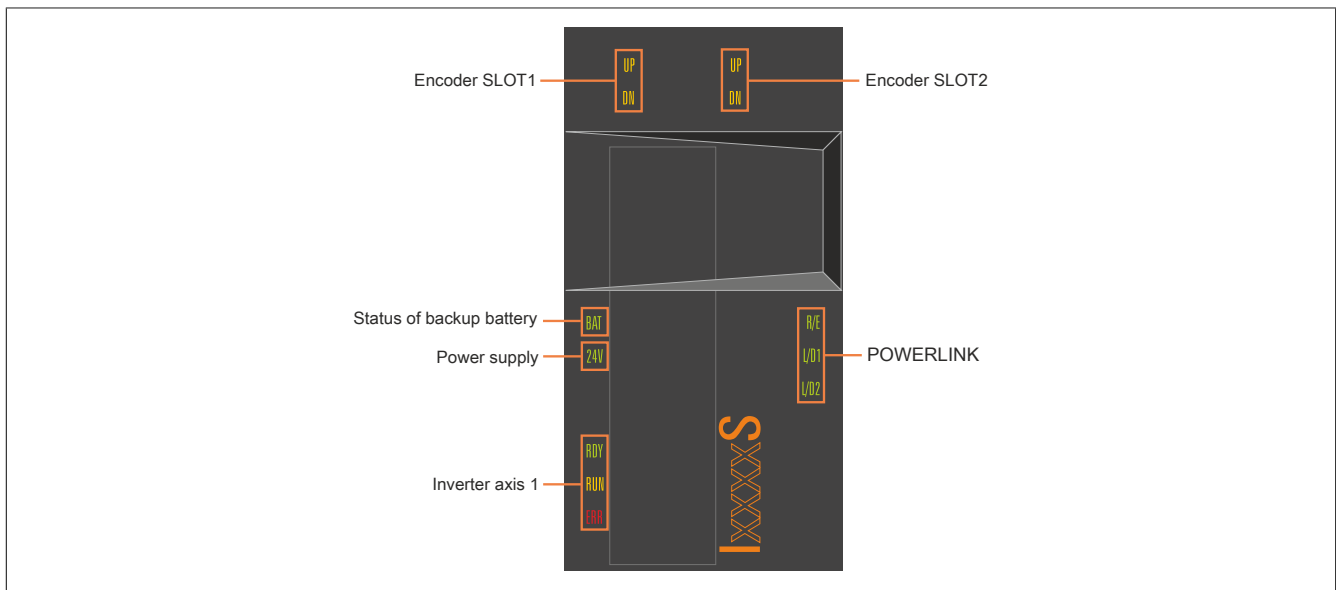 UP UP
Encoder SLOT1 Encoder SLOT2
DN DN
Status of backup battery BAT R/E
Power supply 24V L/D1 POWERLINK
L/D2
RDY
Inverter axis 1 RUN
ERR
SxxxxxI